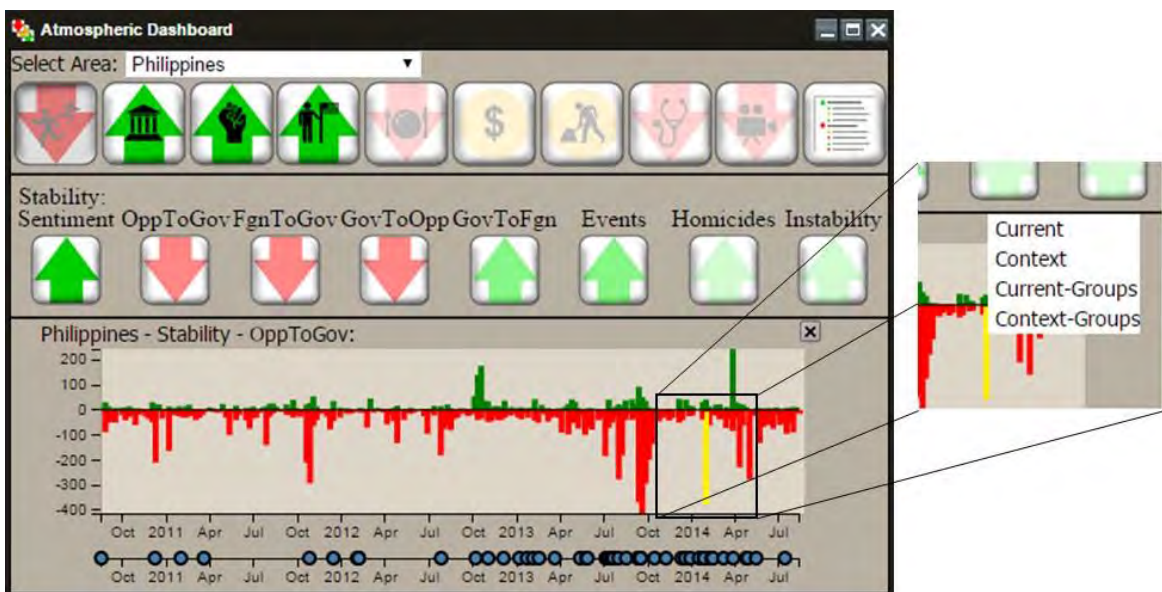 Atmospheric Dashboard
Select Area: Philippines
$
Stability:
Sentiment OppToGov FgnToGov GovToOpp GovToFgn Events Homicides Instability
Philippines - Stability - OppToGov:
200
100
0
-100
-200
-300
-400
Oct 2011 Apr Jul Oct 2012 Apr Jul Oct 2013 Apr Jul Oct 2014 Apr Jul
Oct 2011 Apr Jul Oct 2012 Apr Jul Oct 2013 Apr Jul Oct 2014 Apr Jul
Current
Context
Current-Groups
Context-Groups